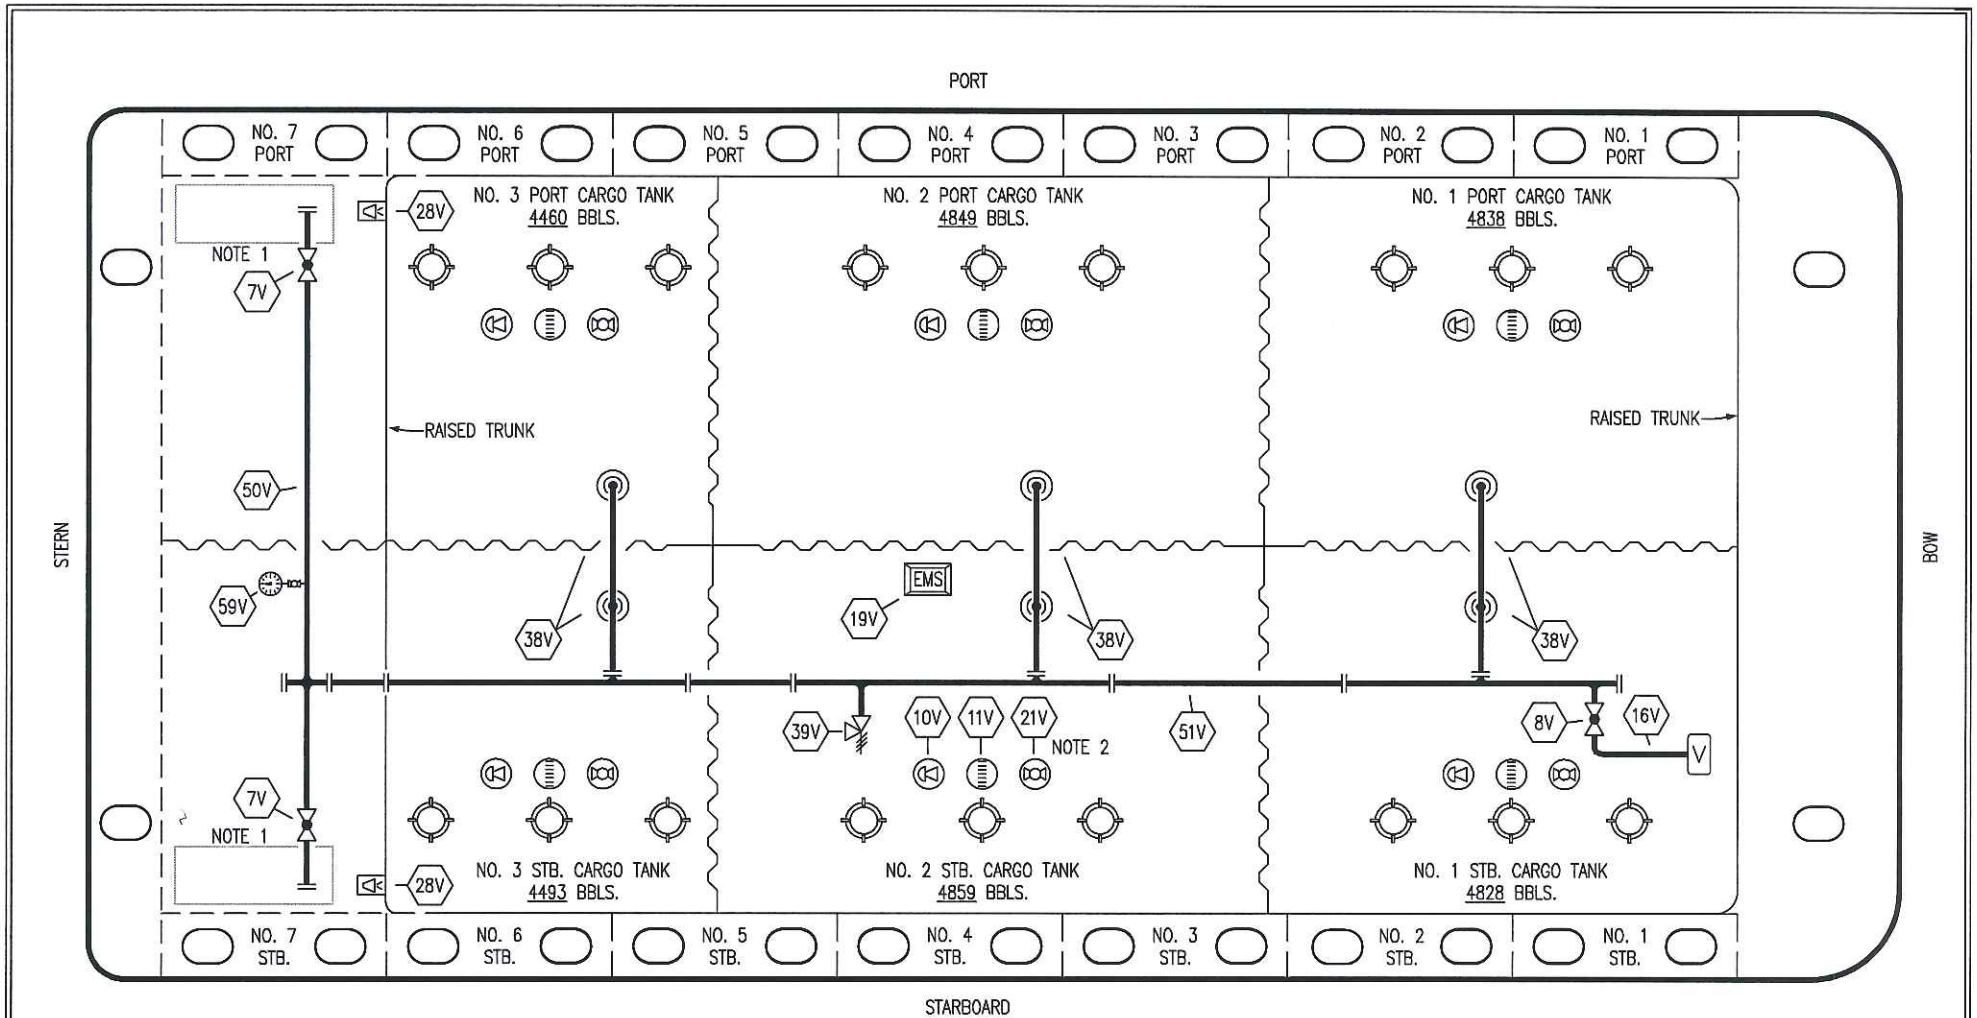 PORT
NO. 7
PORT
NO. 6
PORT
NO. 5
PORT
NO. 4
PORT
NO. 3
PORT
NO. 2
PORT
NO. 1
PORT
NO. 3 PORT CARGO TANK
4460 BBLS.
NO. 2 PORT CARGO TANK
4849 BBLS.
NO. 1 PORT CARGO TANK
4838 BBLS.
28V
NOTE 1
7V
RAISED TRUNK
RAISED TRUNK
50V
STERN
BOW
EMS
59V
19V
38V
38V
38V
39V
10V
11V
21V
NOTE 2
51V
8V
16V
V
7V
NOTE 1
28V
NO. 3 STB. CARGO TANK
4493 BBLS.
NO. 2 STB. CARGO TANK
4859 BBLS.
NO. 1 STB. CARGO TANK
4828 BBLS.
NO. 7
STB.
NO. 6
STB.
NO. 5
STB.
NO. 4
STB.
NO. 3
STB.
NO. 2
STB.
NO. 1
STB.
STARBOARD